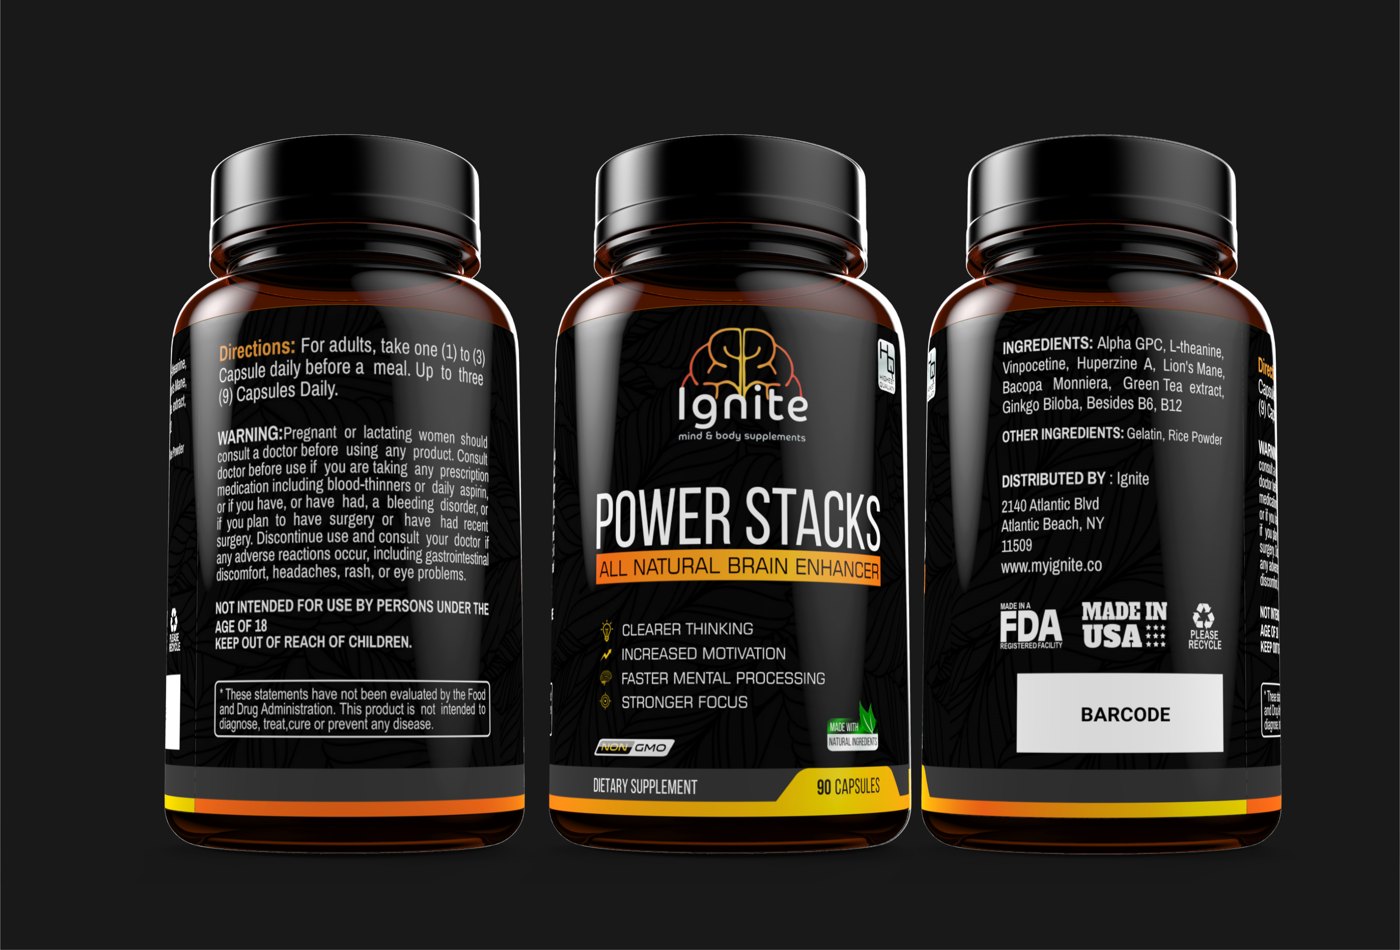 Directions: For adults, take one (1) to (3)
Capsule daily before a meal. Up to three
(9) Capsules Daily.
WARNING:Pregnant or lactating women should
consult a doctor before using any product. Consult
doctor before use if you are taking any prescription
medication including blood-thinners or daily aspirin,
or if you have, or have had, a bleeding disorder, or
if you plan to have surgery or have had recent
surgery. Discontinue use and consult your doctor if
any adverse reactions occur, including gastrointestinal
discomfort, headaches, rash, or eye problems.
NOT INTENDED FOR USE BY PERSONS UNDER THE
AGE OF 18
KEEP OUT OF REACH OF CHILDREN.
* These statements have not been evaluated by the Food
and Drug Administration. This product is not intended to
diagnose, treat,cure or prevent any disease.
PLEASE
RECYCLE
HQ
HIGHEST
QUALITY
Ignite
mind & body supplements
POWER STACKS
ALL NATURAL BRAIN ENHANCER
CLEARER THINKING
INCREASED MOTIVATION
FASTER MENTAL PROCESSING
STRONGER FOCUS
MADE WITH
NATURAL INGREDIENTS
NON GMO
DIETARY SUPPLEMENT
90 CAPSULES
INGREDIENTS: Alpha GPC, L-theanine,
Vinpocetine, Huperzine A, Lion's Mane,
Bacopa Monniera, Green Tea extract,
Ginkgo Biloba, Besides B6, B12
OTHER INGREDIENTS: Gelatin, Rice Powder
DISTRIBUTED BY : Ignite
2140 Atlantic Blvd
Atlantic Beach, NY
11509
www.myignite.co
MADE IN A
FDA
REGISTERED FACILITY
MADE IN
USA
PLEASE
RECYCLE
BARCODE